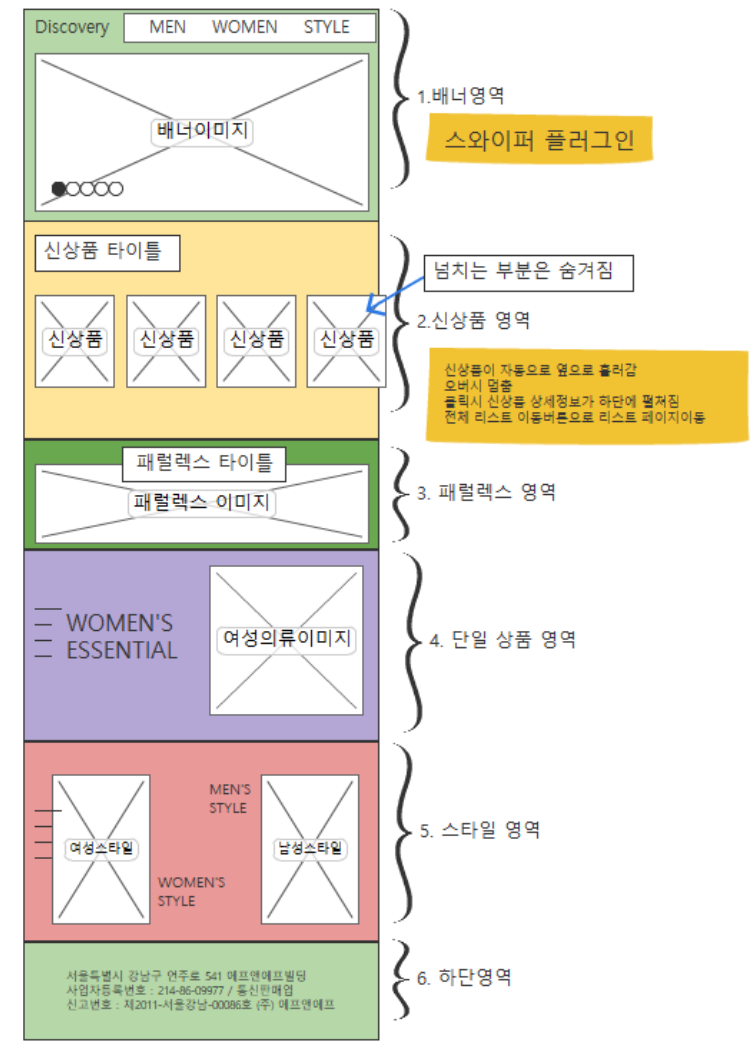 Discovery MEN WOMEN STYLE
배너이미지
1.배너영역
스와이퍼 플러그인
신상품 타이틀
넘치는 부분은 숨겨짐
신상품 신상품 신상품 신상품
2.신상품 영역
신상품이 자동으로 옆으로 흘러감
오버시 멈춤
클릭시 신상품 상세정보가 하단에 펼쳐짐
전체 리스트 이동버튼으로 리스트 페이지이동
패럴렉스 타이틀
패럴렉스 이미지
3. 패럴렉스 영역
WOMEN'S
ESSENTIAL
여성의류이미지
4. 단일 상품 영역
MEN'S
STYLE
여성스타일
남성스타일
WOMEN'S
STYLE
5. 스타일 영역
서울특별시 강남구 언주로 541 에프앤에프빌딩
사업자등록번호 : 214-86-09977 / 통신판매업
신고번호 : 제2011-서울강남-00086호 (주) 에프앤에프
6. 하단영역